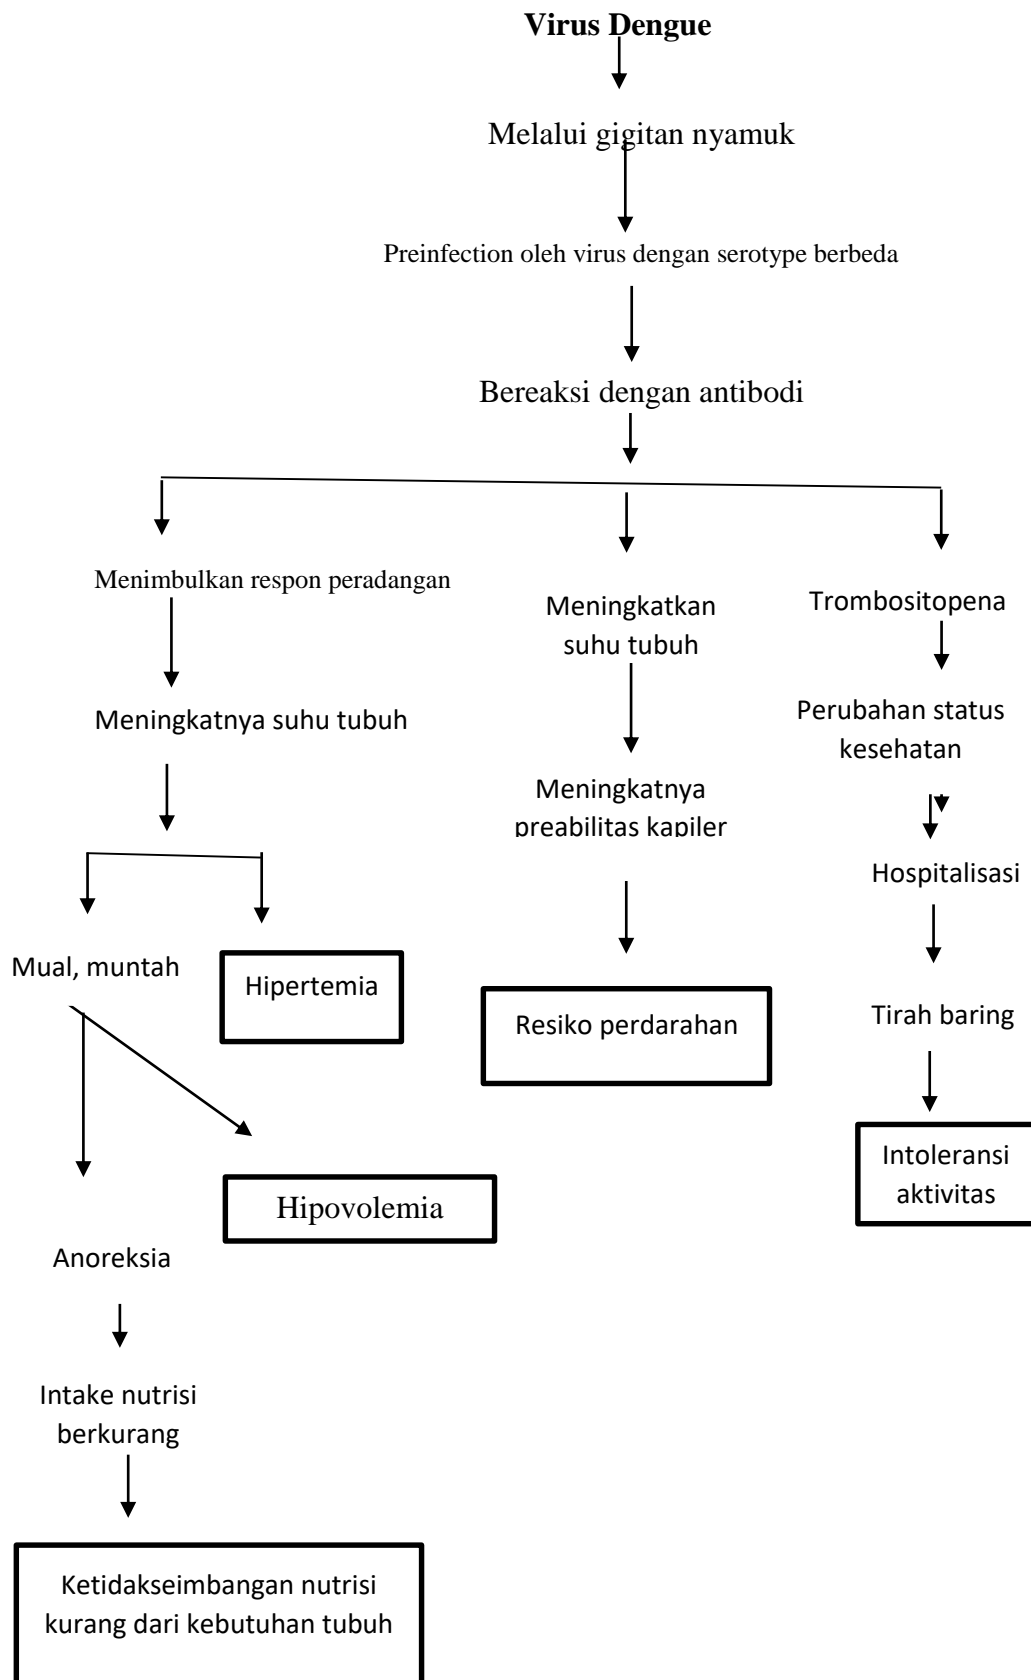 Virus Dengue
Melalui gigitan nyamuk
Preinfection oleh virus dengan serotype berbeda
Bereaksi dengan antibodi
Menimbulkan respon peradangan
Meningkatnya suhu tubuh
Mual, muntah
Hipertemia
Hipovolemia
Anoreksia
Intake nutrisi
berkurang
Ketidakseimbangan nutrisi
kurang dari kebutuhan tubuh
Meningkatkan
suhu tubuh
Meningkatnya
preabilitas kapiler
Resiko perdarahan
Trombositopena
Perubahan status
kesehatan
Hospitalisasi
Tirah baring
Intoleransi
aktivitas